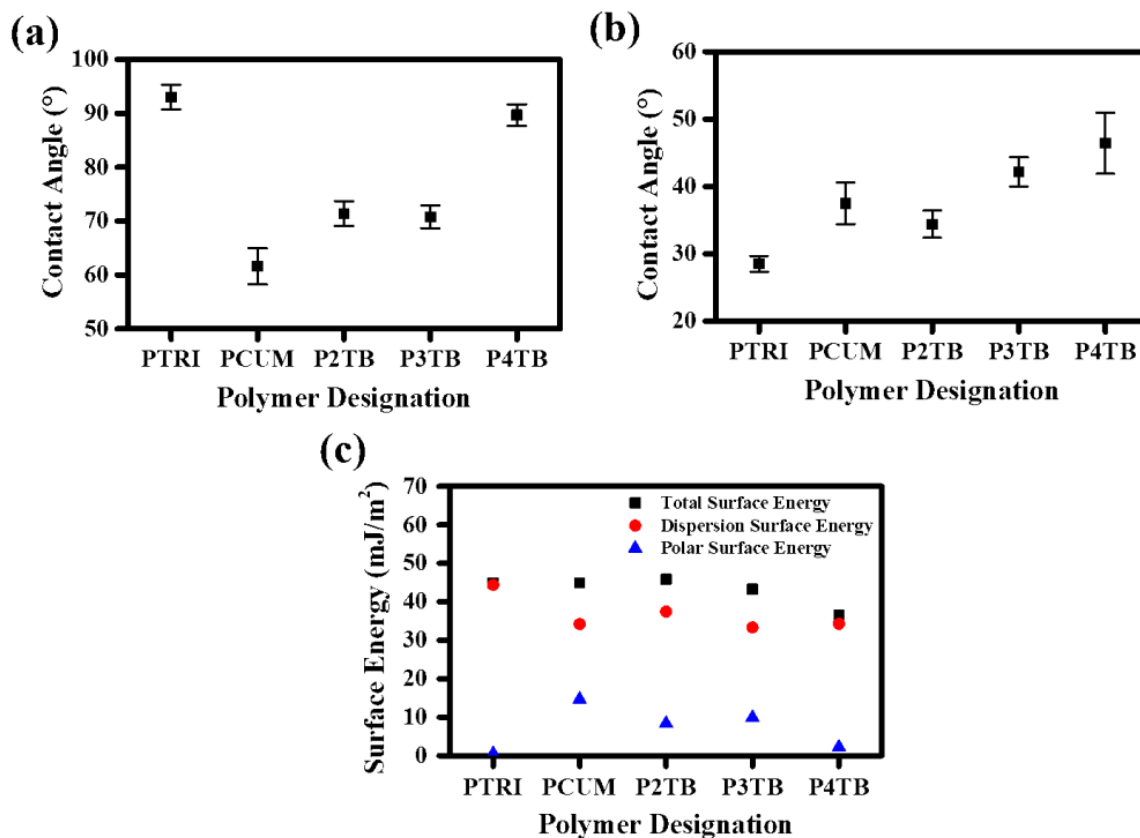 (a)
100
90
80
70
60
50
Contact Angle (°)
PTRI PCUM P2TB P3TB P4TB
Polymer Designation
(b)
60
50
40
30
20
Contact Angle (°)
PTRI PCUM P2TB P3TB P4TB
Polymer Designation
(c)
70
60
50
40
30
20
10
0
Surface Energy (mJ/m²)
Total Surface Energy
Dispersion Surface Energy
Polar Surface Energy
PTRI PCUM P2TB P3TB P4TB
Polymer Designation